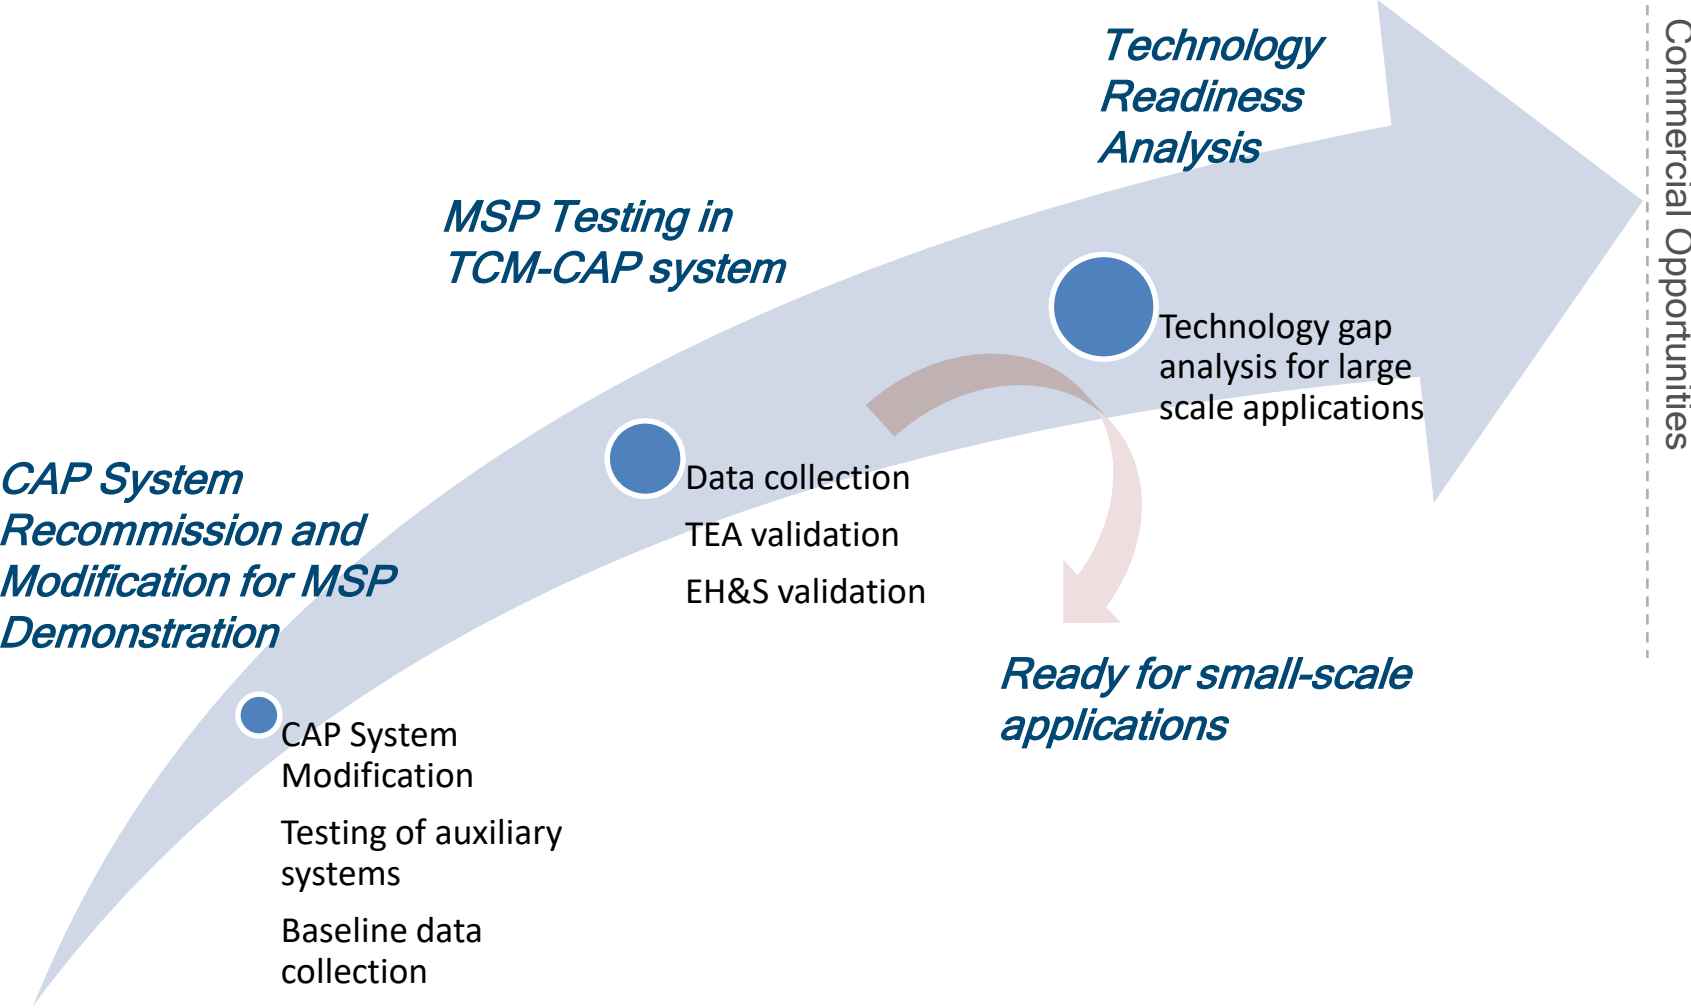 Technology
Readiness
Analysis
Commercial Opportunities
MSP Testing in
TCM-CAP system
Technology gap
analysis for large
scale applications
CAP System
Recommission and
Modification for MSP
Demonstration
Data collection
TEA validation
EH&S validation
Ready for small-scale
applications
CAP System
Modification
Testing of auxiliary
systems
Baseline data
collection